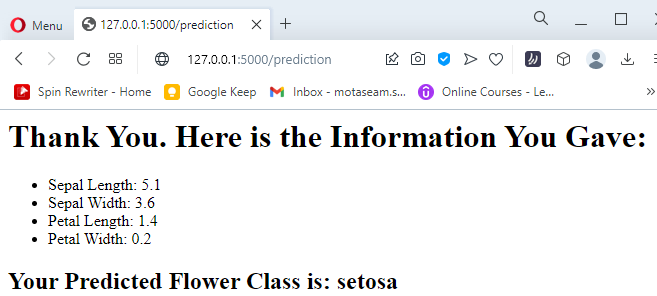 Menu
127.0.0.1:5000/prediction
127.0.0.1:5000/prediction
Spin Rewriter - Home
Google Keep
Inbox - motaseam.s...
Online Courses - Le...
Thank You. Here is the Information You Gave:
• Sepal Length: 5.1
• Sepal Width: 3.6
• Petal Length: 1.4
• Petal Width: 0.2
Your Predicted Flower Class is: setosa